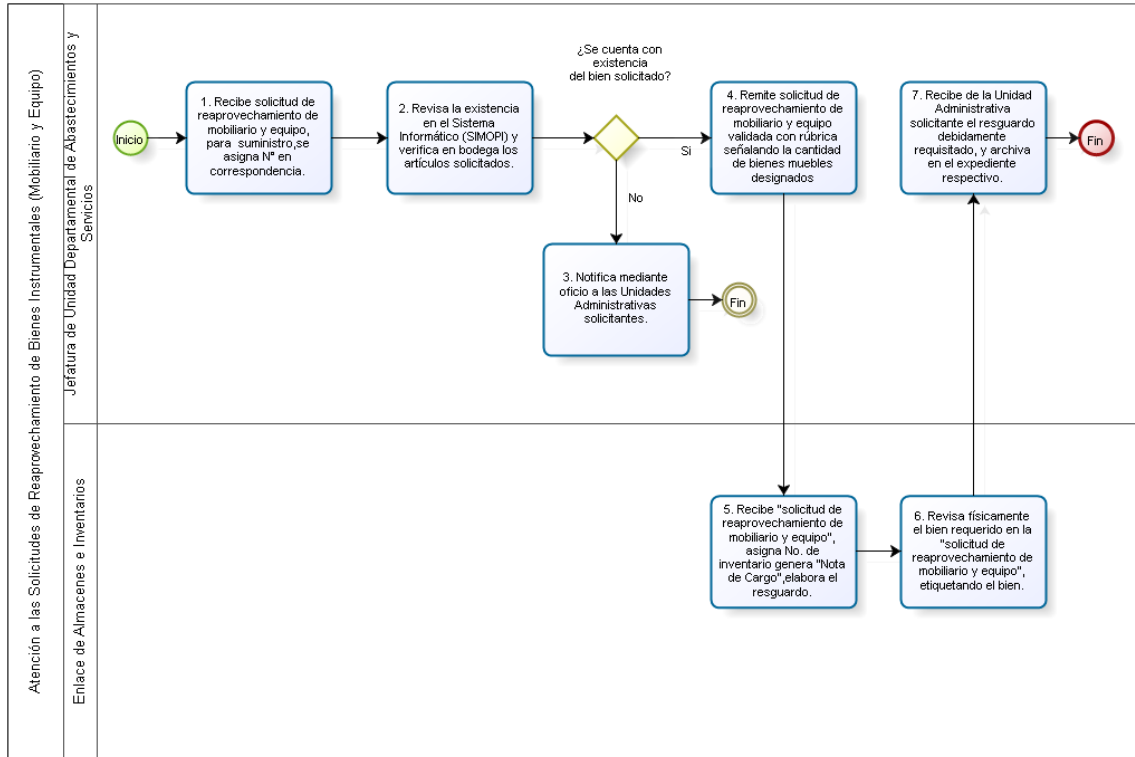 Atención a las Solicitudes de Reaprovechamiento de Bienes Instrumentales (Mobiliario y Equipo)
Jefatura de Unidad Departamental de Abastecimientos y
Servicios
Inicio
1. Recibe solicitud de
reaprovechamiento de
mobiliario y equipo,
para suministro,se
asigna N° en
correspondencia.
2. Revisa la existencia
en el Sistema
Informático (SIMOPI) y
verifica en bodega los
artículos solicitados.
¿Se cuenta con
existencia
del bien solicitado?
Si
No
3. Notifica mediante
oficio a las Unidades
Administrativas
solicitantes.
Fin
4. Remite solicitud de
reaprovechamiento de
mobiliario y equipo
validada con rúbrica
señalando la cantidad
de bienes muebles
designados
7. Recibe de la Unidad
Administrativa
solicitante el resguardo
debidamente
requisitado, y archiva
en el expediente
respectivo.
Fin
Enlace de Almacenes e Inventarios
5. Recibe "solicitud de
reaprovechamiento de
mobiliario y equipo",
asigna No. de
inventario genera "Nota
de Cargo",elabora el
resguardo.
6. Revisa físicamente
el bien requerido en la
"solicitud de
reaprovechamiento de
mobiliario y equipo",
etiquetando el bien.